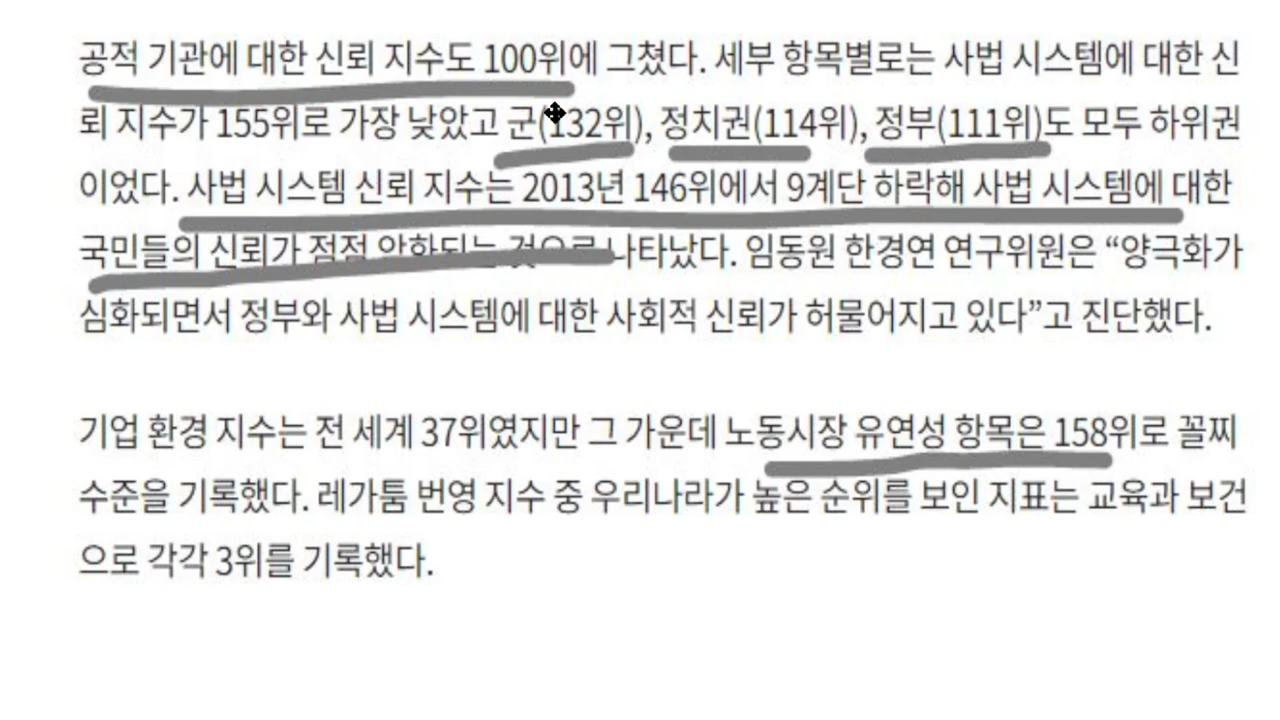 공적 기관에 대한 신뢰 지수도 100위에 그쳤다. 세부 항목별로는 사법 시스템에 대한 신
뢰 지수가 155위로 가장 낮았고 군(132위), 정치권(114위), 정부(111위)도 모두 하위권
이었다. 사법 시스템 신뢰 지수는 2013년 146위에서 9계단 하락해 사법 시스템에 대한
국민들의 신뢰가 점점 악화되는 것으로 나타났다. 임동원 한경연 연구위원은 “양극화가
심화되면서 정부와 사법 시스템에 대한 사회적 신뢰가 허물어지고 있다”고 진단했다.
기업 환경 지수는 전 세계 37위였지만 그 가운데 노동시장 유연성 항목은 158위로 꼴찌
수준을 기록했다. 레가툼 번영 지수 중 우리나라가 높은 순위를 보인 지표는 교육과 보건
으로 각각 3위를 기록했다.